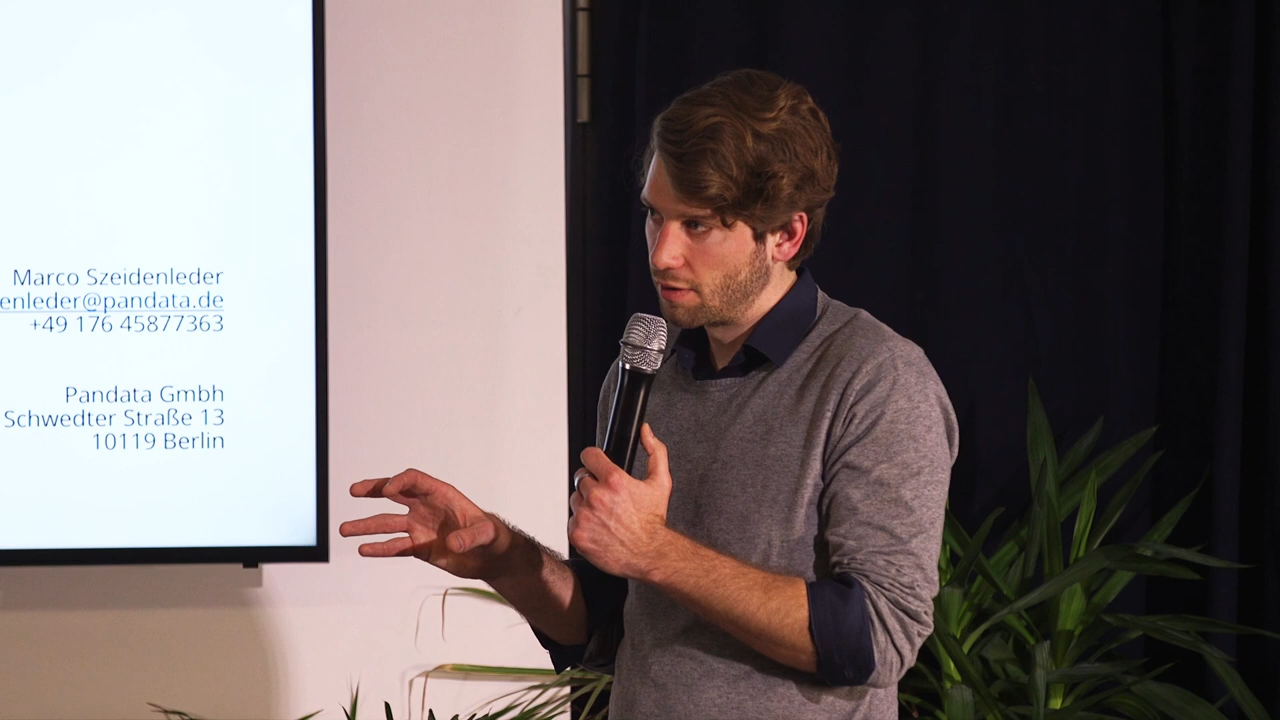 Marco Szeidenleder
enleder@pandata.de
+49 176 45877363
Pandata Gmbh
Schwedter Straße 13
10119 Berlin